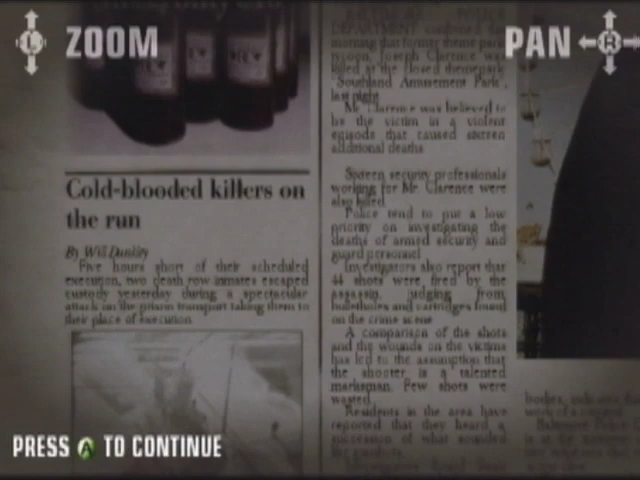 ZOOM
PAN
Cold-blooded killers on
the run
By Will Dunkley
Five hours short of their scheduled
execution, two death row inmates escaped
custody yesterday during a spectacular
attack on the prison transport taking them to
their place of execution.
DEPARTMENT confirmed
morning that former theme park
tycoon, Joseph Clarence was
killed at the closed themepark
"Southland Amusement Park",
last night.
Mr. Clarence was believed to
be the victim in a violent
episode that caused sixteen
additional deaths
Sixteen security professionals
working for Mr. Clarence were
also killed.
Police tend to put a low
priority on investigating the
deaths of armed security and
guard personnel
Investigators also report that
44 shots were fired by the
assassin, judging from
bulletholes and cartridges found
on the crime scene
A comparison of the shots
and the wounds on the victims
has led to the assumption that
the shooter is a talented
marksman. Few shots were
wasted.
Residents in the area have
reported that they heard a
succession of what sounded
PRESS A TO CONTINUE